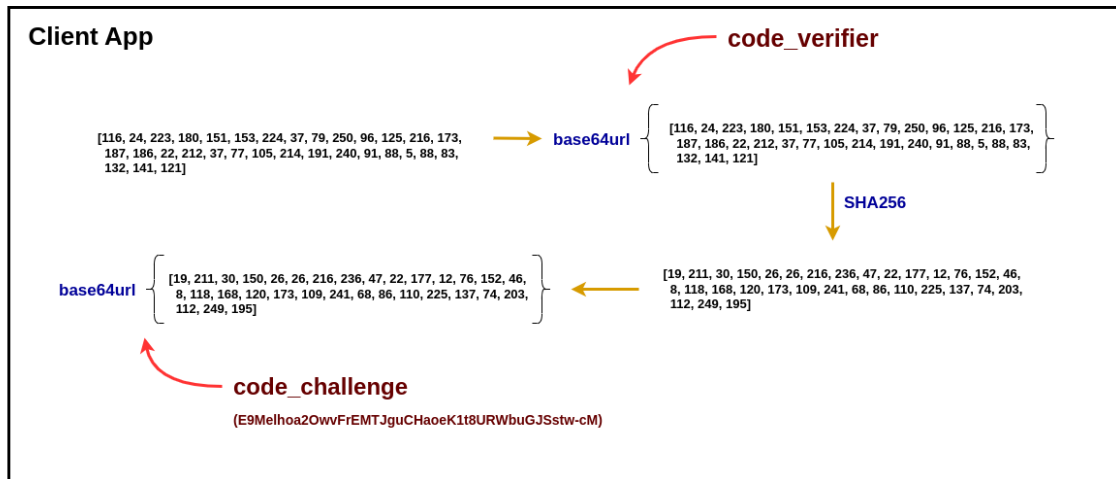 Client App
code_verifier
[116, 24, 223, 180, 151, 153, 224, 37, 79, 250, 96, 125, 216, 173,
187, 186, 22, 212, 37, 77, 105, 214, 191, 240, 91, 88, 5, 88, 83,
132, 141, 121]
base64url
[116, 24, 223, 180, 151, 153, 224, 37, 79, 250, 96, 125, 216, 173,
187, 186, 22, 212, 37, 77, 105, 214, 191, 240, 91, 88, 5, 88, 83,
132, 141, 121]
SHA256
[19, 211, 30, 150, 26, 26, 216, 236, 47, 22, 177, 12, 76, 152, 46,
8, 118, 168, 120, 173, 109, 241, 68, 86, 110, 225, 137, 74, 203,
112, 249, 195]
base64url
[19, 211, 30, 150, 26, 26, 216, 236, 47, 22, 177, 12, 76, 152, 46,
8, 118, 168, 120, 173, 109, 241, 68, 86, 110, 225, 137, 74, 203,
112, 249, 195]
code_challenge
(E9Melhoa2OwvFrEMTJguCHaoeK1t8URWbuGJSstw-cM)